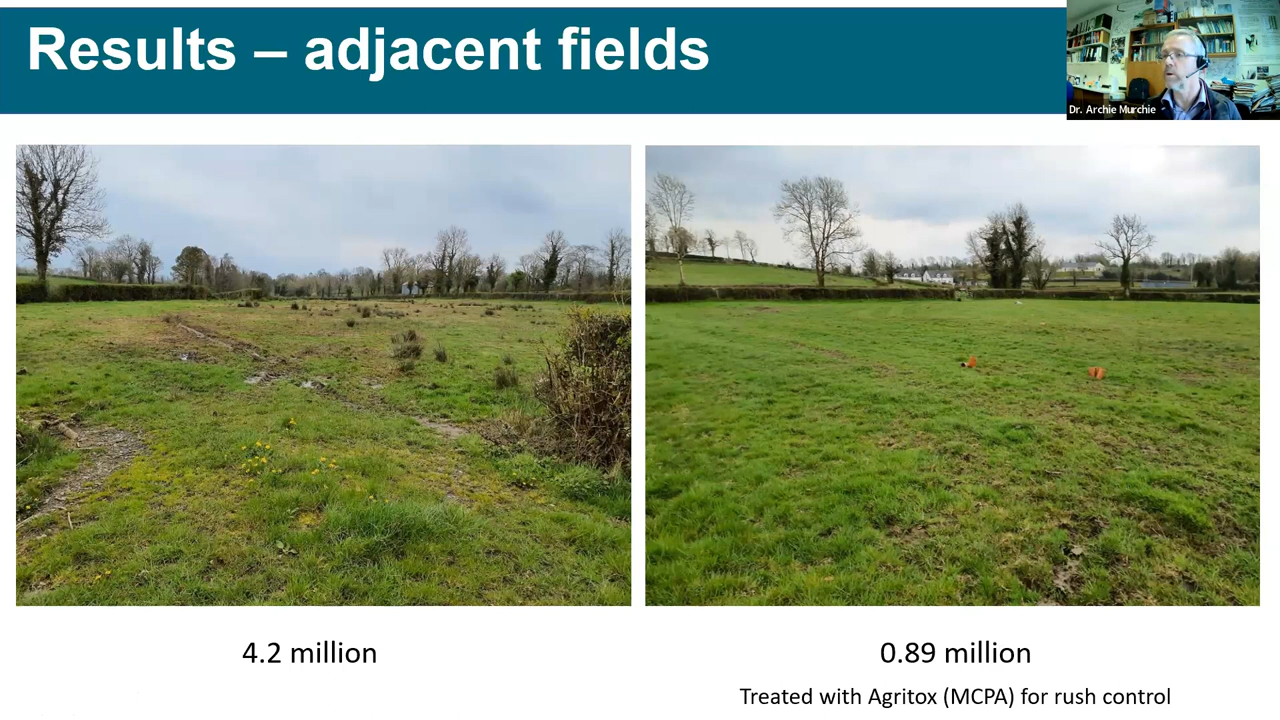 Results – adjacent fields
Dr. Archie Murchie
4.2 million
0.89 million
Treated with Agritox (MCPA) for rush control